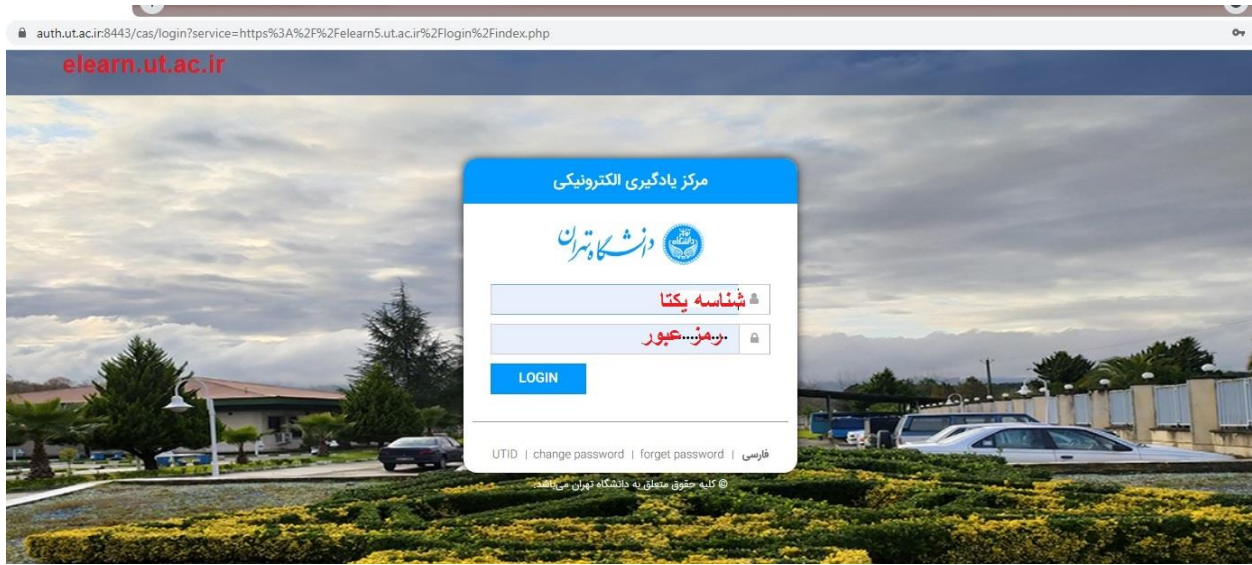 auth.ut.ac.ir:8443/cas/login?service=https%3A%2F%2Felearn5.ut.ac.ir%2Flogin%2Findex.php
elearn.ut.ac.ir
مرکز یادگیری الکترونیکی
دانشگاه تهران
شناسه یکتا
رمز عبور
LOGIN
UTID | change password | forget password | فارسی
© کلیه حقوق متعلق به دانشگاه تهران می‌باشد.